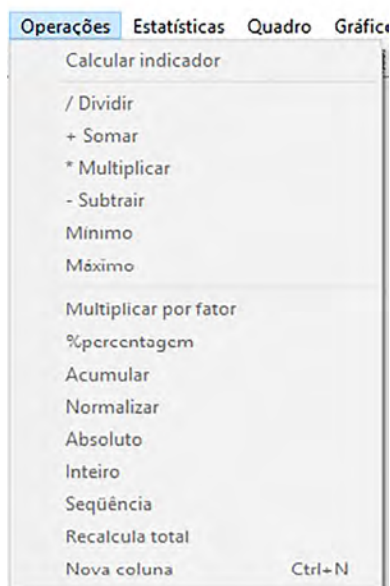 Operações Estatísticas Quadro Gráfic
Calcular indicador
/ Dividir
+ Somar
* Multiplicar
- Subtrair
Mínimo
Máximo
Multiplicar por fator
%percentagem
Acumular
Normalizar
Absoluto
Inteiro
Seqüência
Recalcula total
Nova coluna Ctrl+N